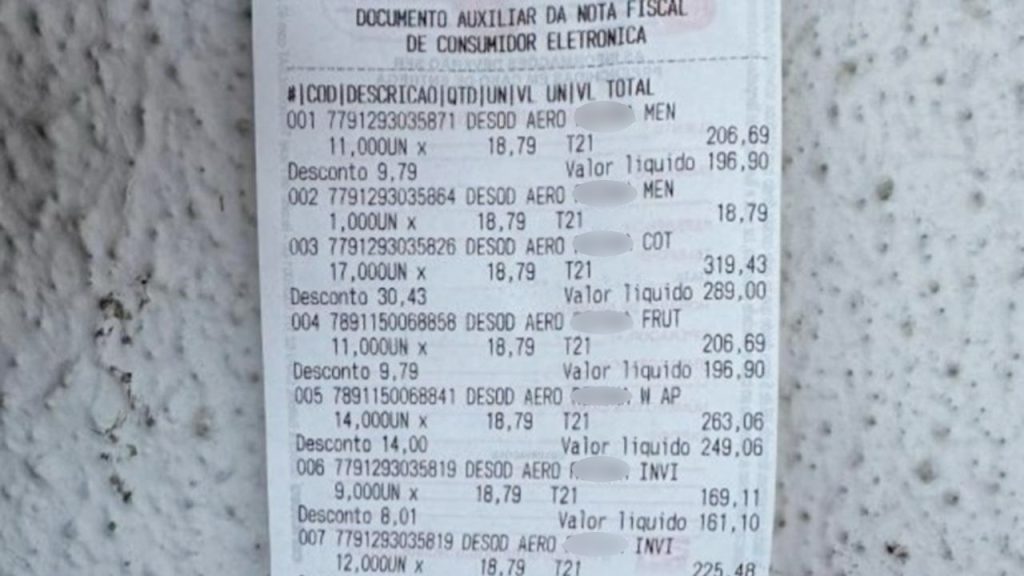 DOCUMENTO AUXILIAR DA NOTA FISCAL
DE CONSUMIDOR ELETRONICA
#|COD|DESCRICAO|QTD|UN|VL UN|VL TOTAL
001 7791293035871 DESOD AERO MEN
11,000UN x 18,79 T21 206,69
Desconto 9,79 Valor liquido 196,90
002 7791293035864 DESOD AERO MEN
1,000UN x 18,79 T21 18,79
003 7791293035826 DESOD AERO COT
17,000UN x 18,79 T21 319,43
Desconto 30,43 Valor liquido 289,00
004 7891150068858 DESOD AERO FRUT
11,000UN x 18,79 T21 206,69
Desconto 9,79 Valor liquido 196,90
005 7891150068841 DESOD AERO W AP
14,000UN x 18,79 T21 263,06
Desconto 14,00 Valor liquido 249,06
006 7791293035819 DESOD AERO INVI
9,000UN x 18,79 T21 169,11
Desconto 8,01 Valor liquido 161,10
007 7791293035819 DESOD AERO INVI
12,000UN x 18,79 T21 225,48